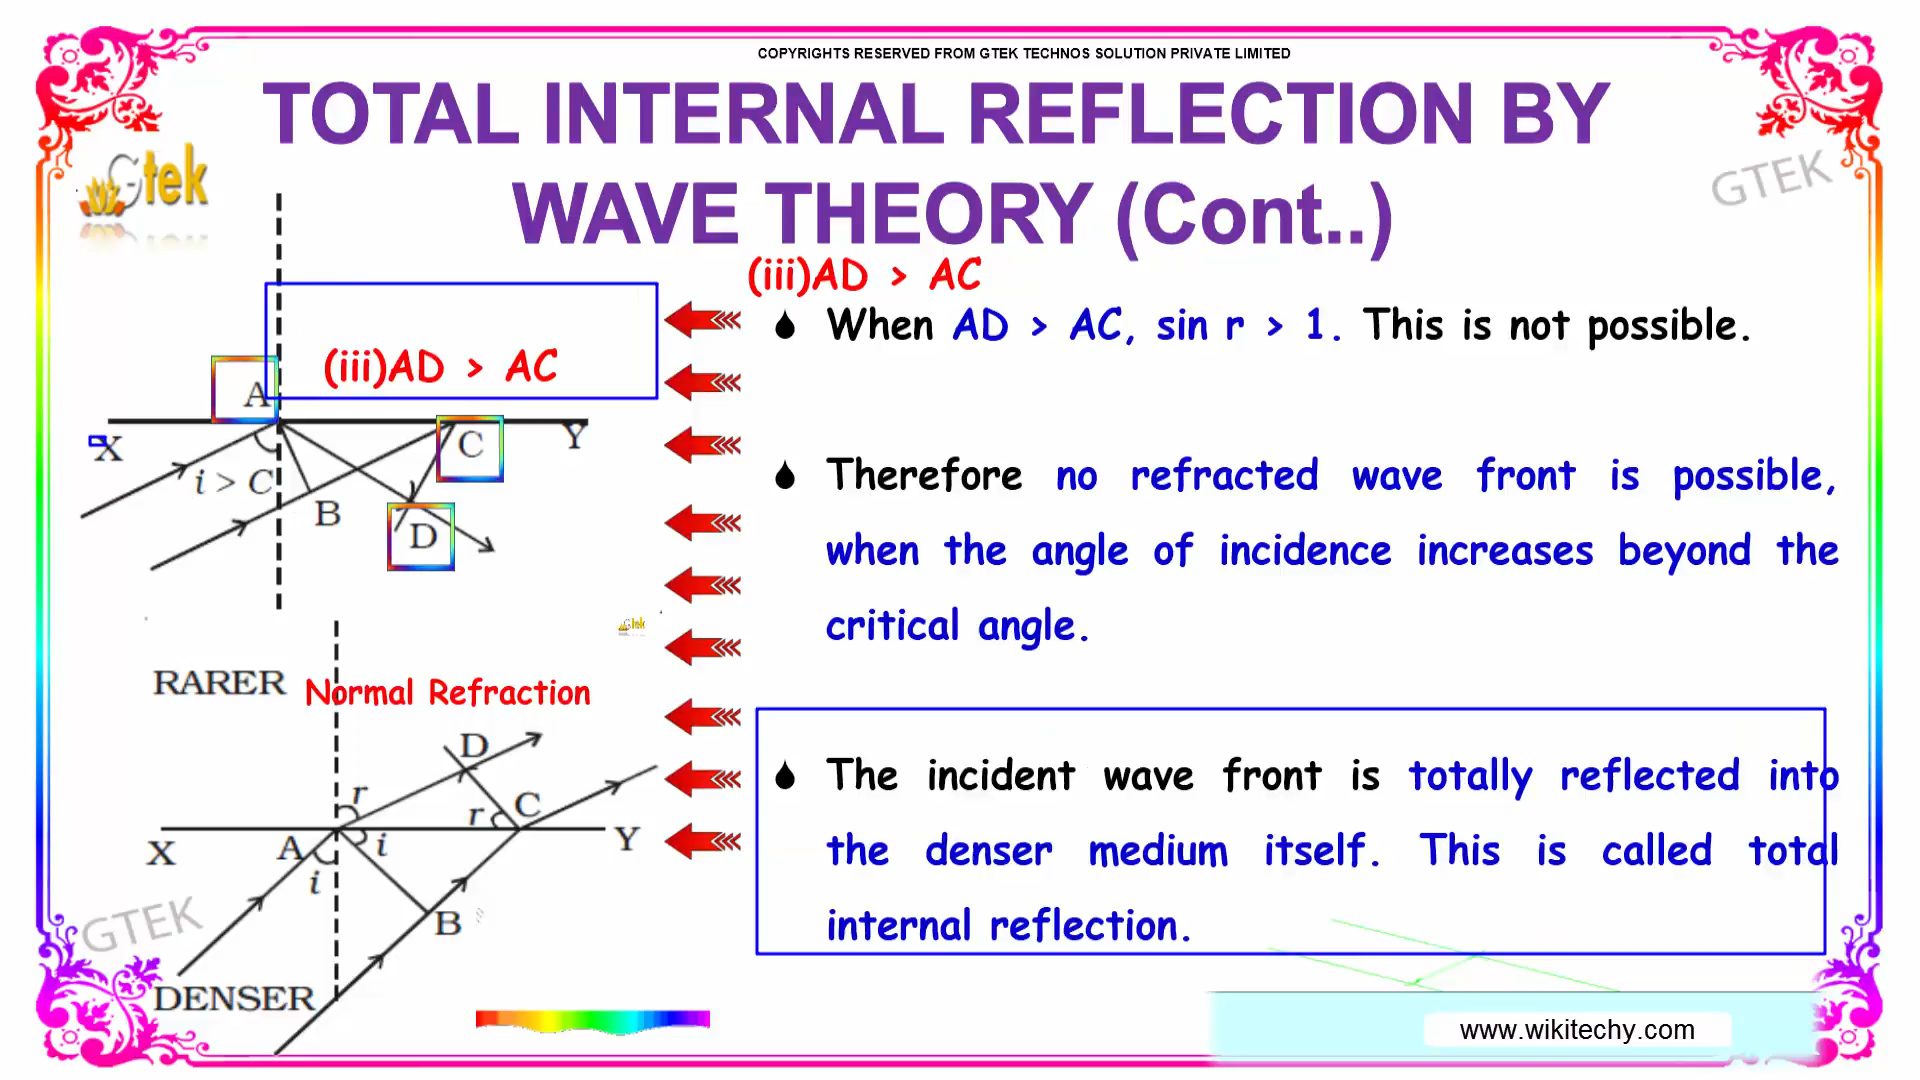 COPYRIGHTS RESERVED FROM GTEK TECHNOS SOLUTION PRIVATE LIMITED
TOTAL INTERNAL REFLECTION BY
WAVE THEORY (Cont..)
Gtek
GTEK
(iii)AD > AC
When AD > AC, sin r > 1. This is not possible.
Therefore no refracted wave front is possible,
when the angle of incidence increases beyond the
critical angle.
The incident wave front is totally reflected into
the denser medium itself. This is called total
internal reflection.
(iii)AD > AC
A
X
C
Y
i > C
B
D
Gtek
RARER
Normal Refraction
D
r
r
C
X
A
i
Y
i
B
GTEK
DENSER
www.wikitechy.com